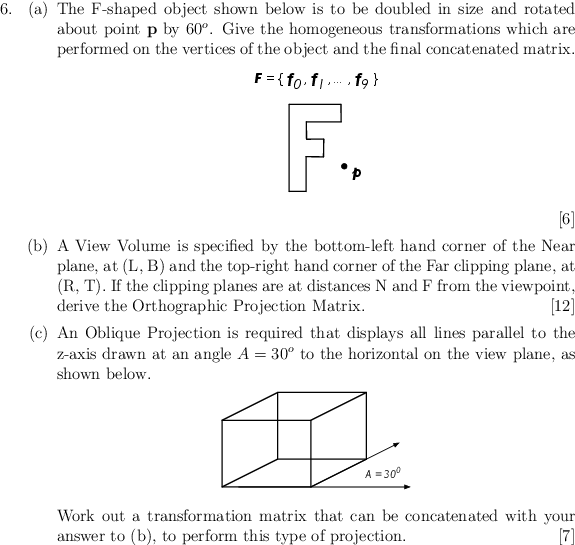 6. (a) The F-shaped object shown below is to be doubled in size and rotated
about point p by 60°. Give the homogeneous transformations which are
performed on the vertices of the object and the final concatenated matrix.
F = { f0 , f1 , ... , f9 }
p
[6]
(b) A View Volume is specified by the bottom-left hand corner of the Near
plane, at (L, B) and the top-right hand corner of the Far clipping plane, at
(R, T). If the clipping planes are at distances N and F from the viewpoint,
derive the Orthographic Projection Matrix. [12]
(c) An Oblique Projection is required that displays all lines parallel to the
z-axis drawn at an angle A = 30° to the horizontal on the view plane, as
shown below.
A = 30°
Work out a transformation matrix that can be concatenated with your
answer to (b), to perform this type of projection. [7]